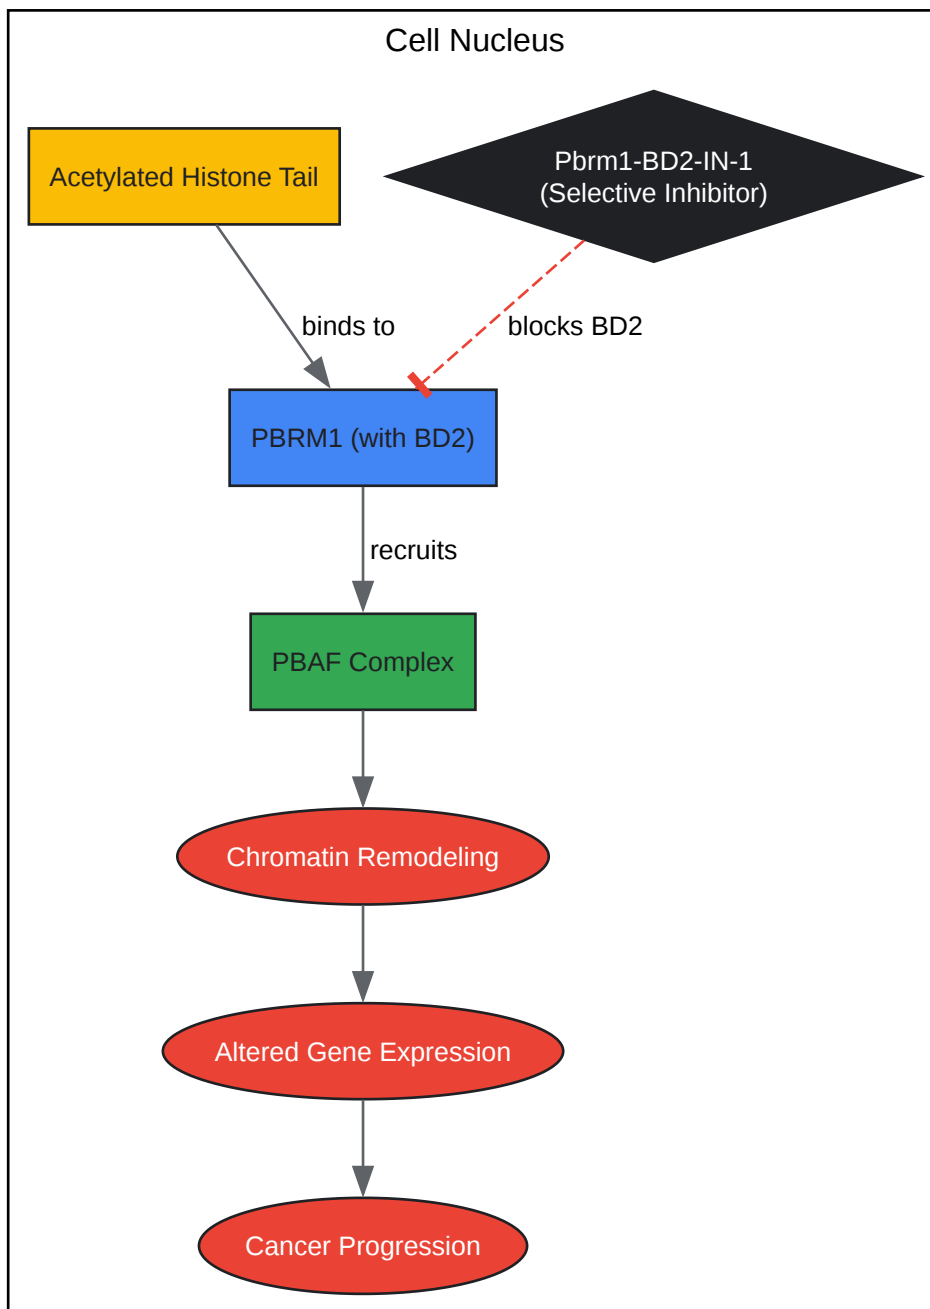 Cell Nucleus
Acetylated Histone Tail
Pbrm1-BD2-IN-1
(Selective Inhibitor)
binds to
blocks BD2
PBRM1 (with BD2)
recruits
PBAF Complex
Chromatin Remodeling
Altered Gene Expression
Cancer Progression